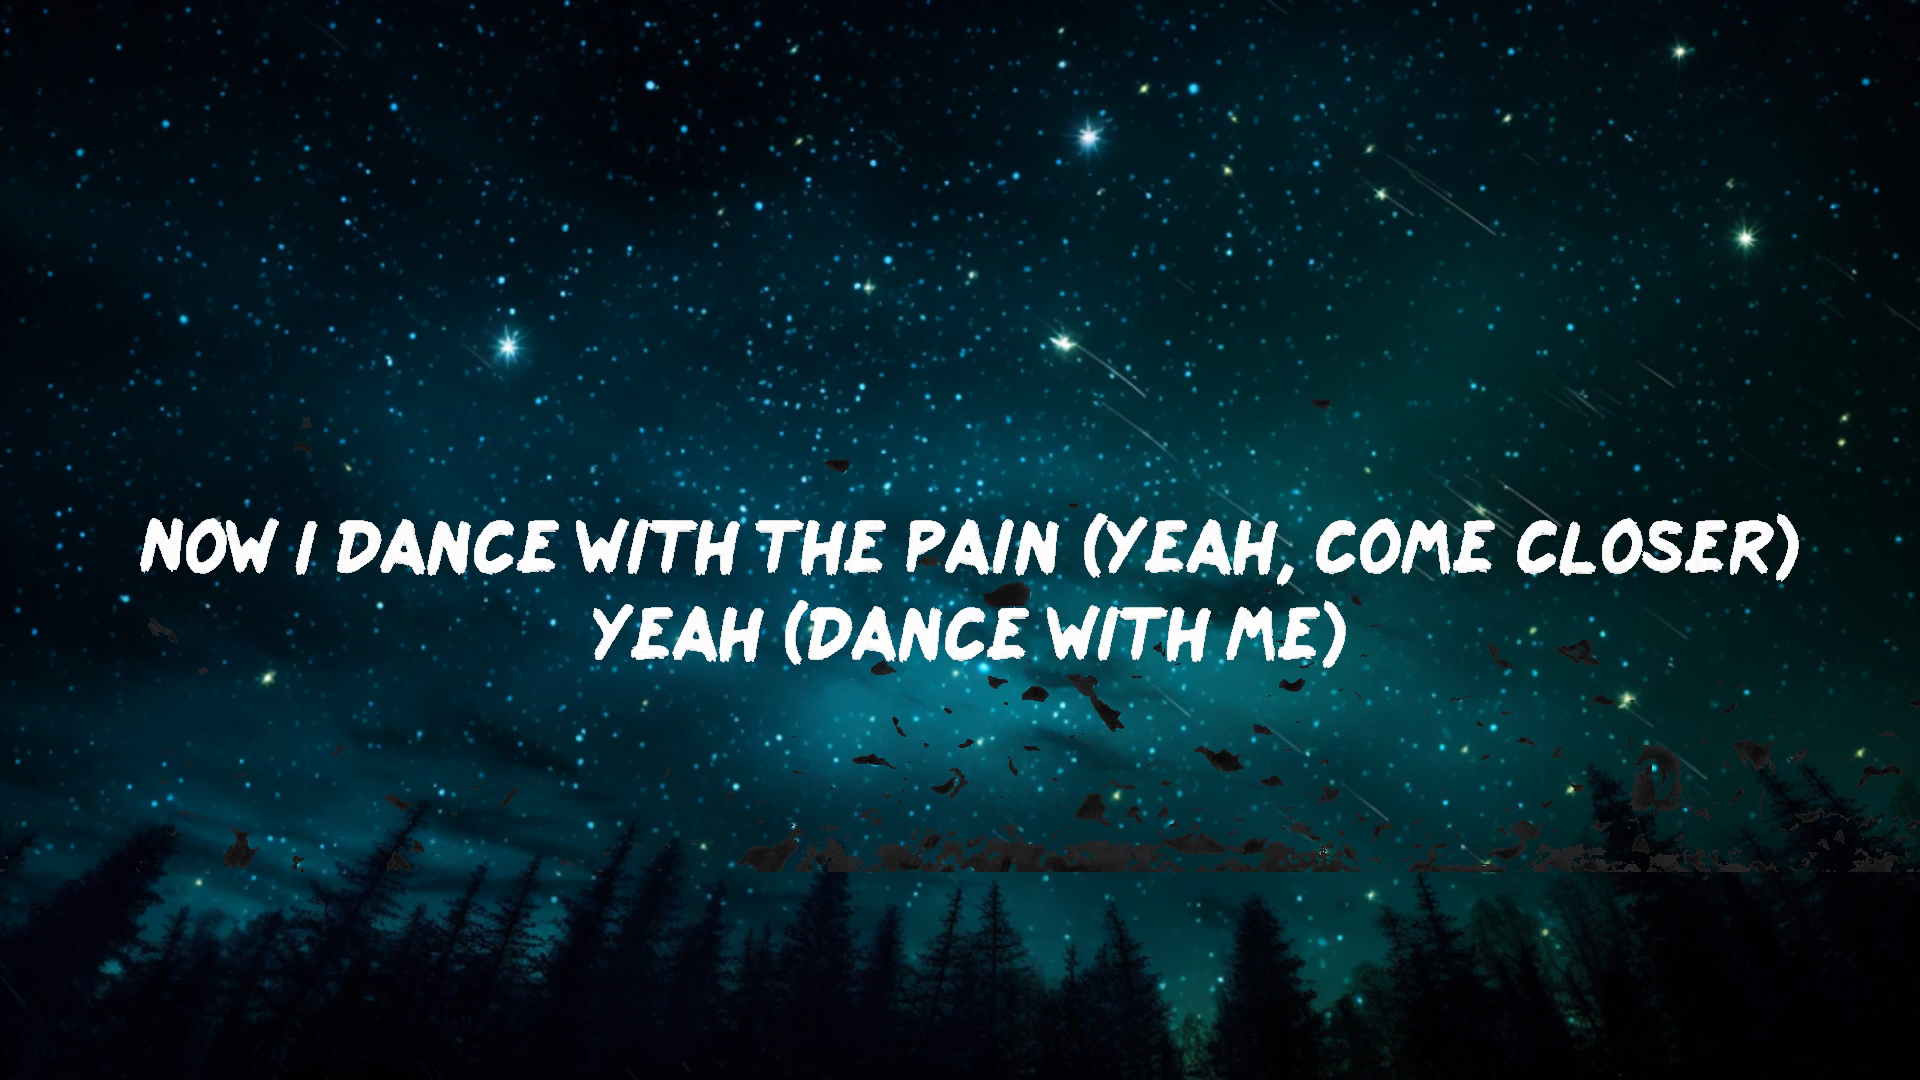 NOW I DANCE WITH THE PAIN (YEAH, COME CLOSER)
YEAH (DANCE WITH ME)